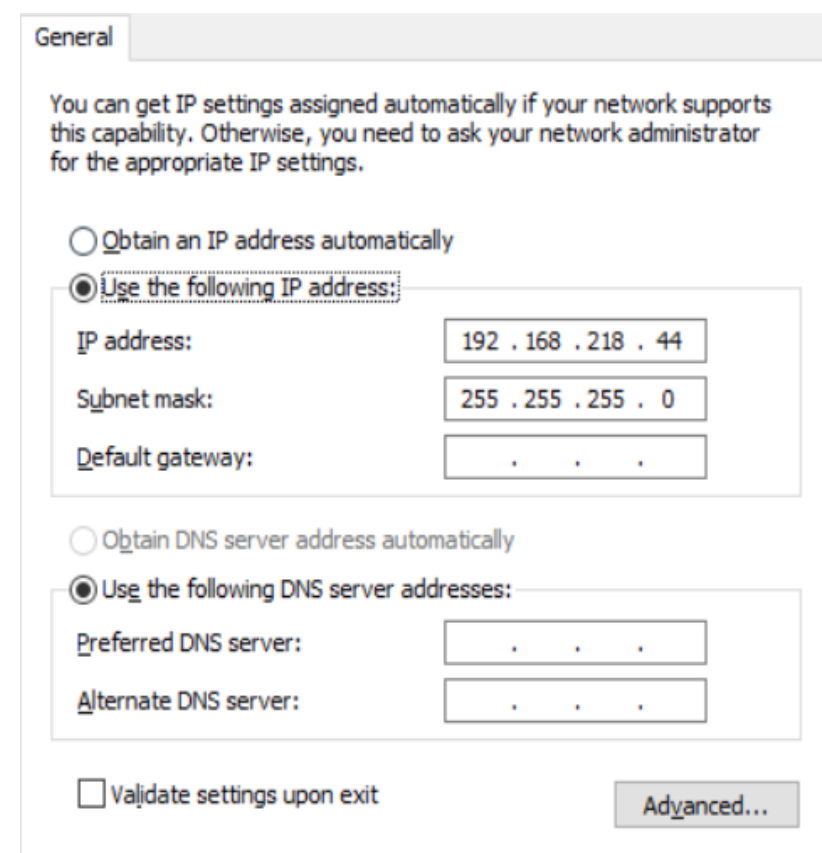 General
You can get IP settings assigned automatically if your network supports
this capability. Otherwise, you need to ask your network administrator
for the appropriate IP settings.
Obtain an IP address automatically
Use the following IP address:
IP address: 192 . 168 . 218 . 44
Subnet mask: 255 . 255 . 255 . 0
Default gateway: . . .
Obtain DNS server address automatically
Use the following DNS server addresses:
Preferred DNS server: . . .
Alternate DNS server: . . .
Validate settings upon exit
Advanced...